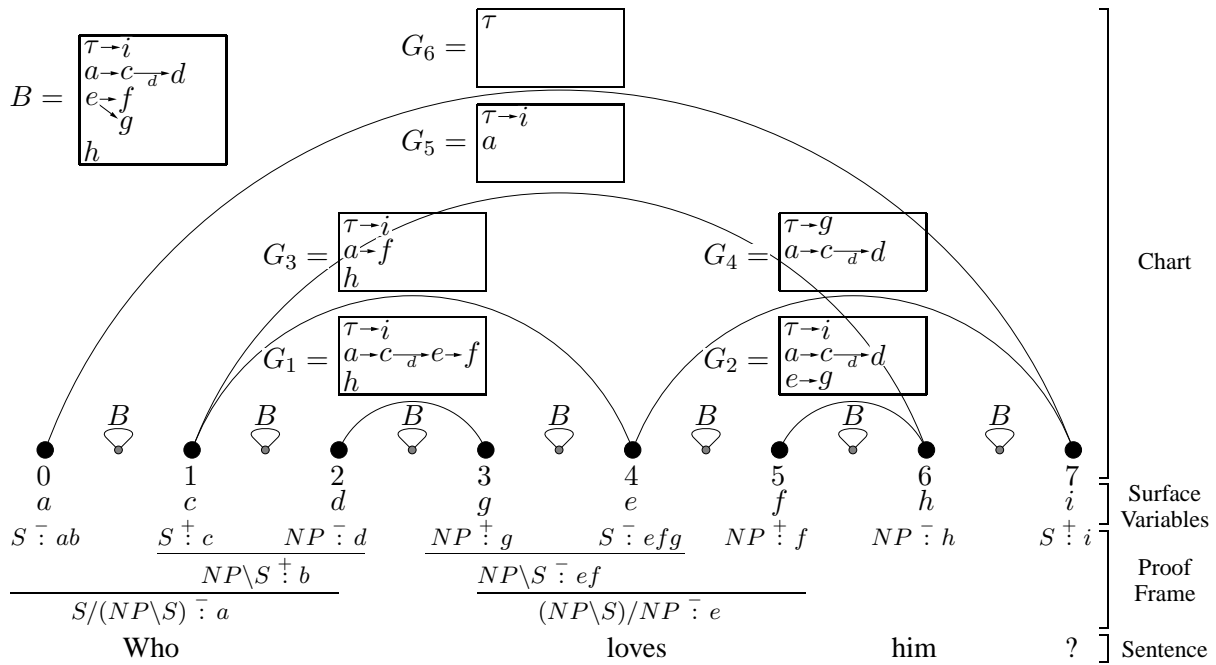 τ
G₆ =
τ→i
a→c→d d
B =
e→f
g
h
τ→i
G₅ =
a
τ→i
G₃ =
a→f
h
τ→g
G₄ =
a→c→d d
Chart
τ→i
G₁ =
a→c→e→f d
h
τ→i
G₂ =
a→c→d d
e→g
B B B B B B B
0 1 2 3 4 5 6 7
a c d g e f h i
Surface
Variables
S ⁻: ab S ⁺: c NP ⁻: d NP ⁺: g S ⁻: efg NP ⁺: f NP ⁻: h S ⁺: i
NP\S ⁺: b NP\S ⁻: ef
Proof
Frame
S/(NP\S) ⁻: a (NP\S)/NP ⁻: e
Who loves him ? Sentence